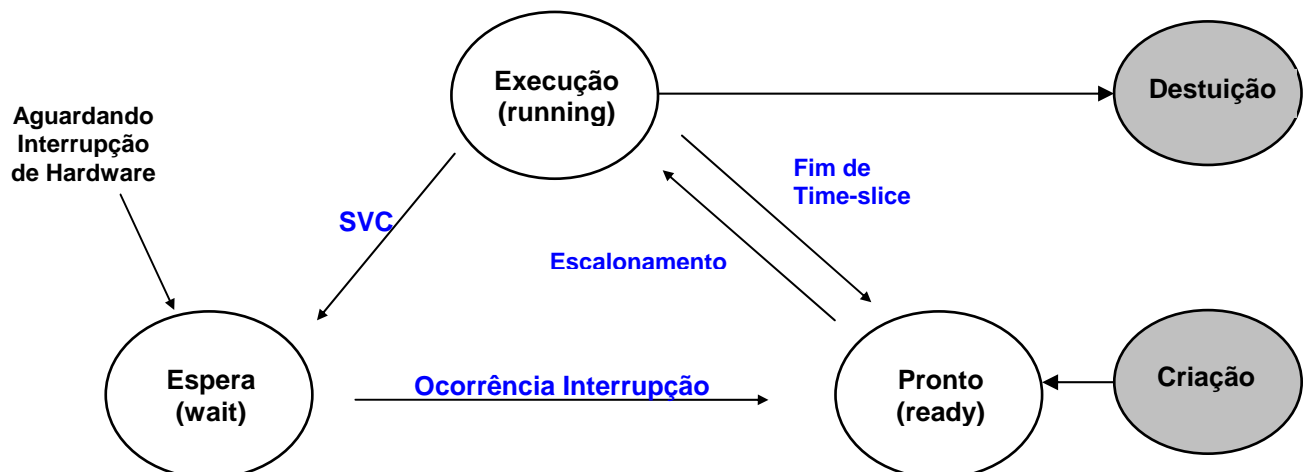 Execução
(running)
Destuição
Aguardando
Interrupção
de Hardware
Fim de
Time-slice
SVC
Escalonamento
Espera
(wait)
Ocorrência Interrupção
Pronto
(ready)
Criação